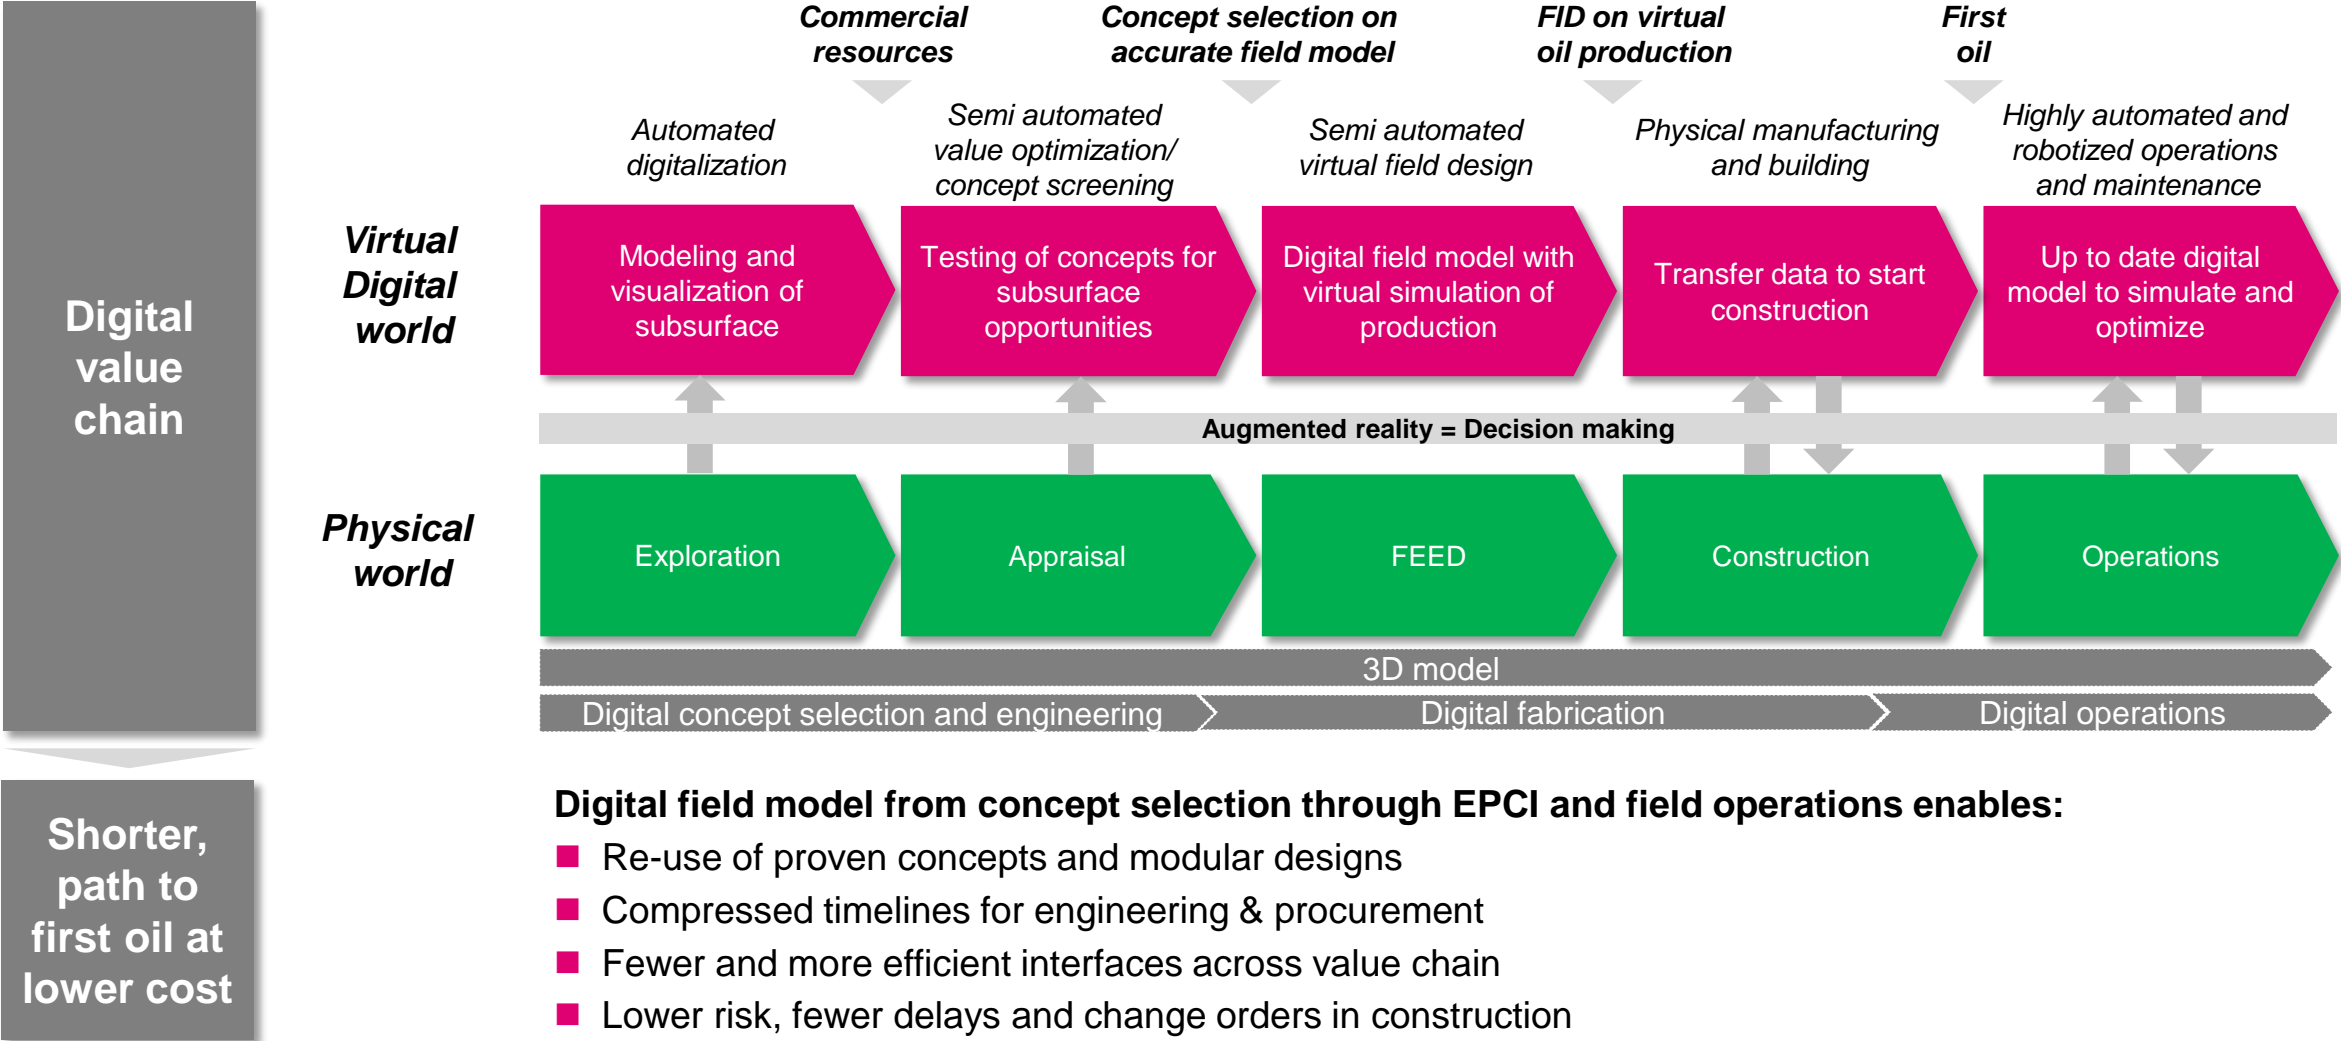 Digital
value
chain
Shorter,
path to
first oil at
lower cost
Commercial
resources
Concept selection on
accurate field model
FID on virtual
oil production
First
oil
Automated
digitalization
Semi automated
value optimization/
concept screening
Semi automated
virtual field design
Physical manufacturing
and building
Highly automated and
robotized operations
and maintenance
Virtual
Digital
world
Modeling and
visualization of
subsurface
Testing of concepts for
subsurface
opportunities
Digital field model with
virtual simulation of
production
Transfer data to start
construction
Up to date digital
model to simulate and
optimize
Augmented reality = Decision making
Physical
world
Exploration
Appraisal
FEED
Construction
Operations
3D model
Digital concept selection and engineering
Digital fabrication
Digital operations
Digital field model from concept selection through EPCI and field operations enables:
Re-use of proven concepts and modular designs
Compressed timelines for engineering & procurement
Fewer and more efficient interfaces across value chain
Lower risk, fewer delays and change orders in construction